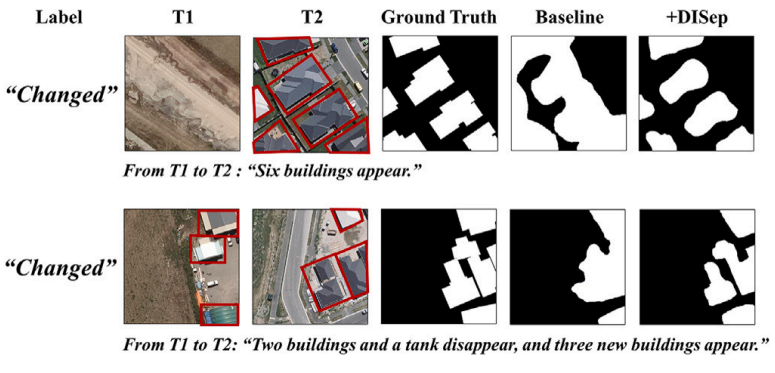 Label T1 T2 Ground Truth Baseline +DISep
“Changed”
From T1 to T2 : “Six buildings appear.”
“Changed”
From T1 to T2: “Two buildings and a tank disappear, and three new buildings appear.”